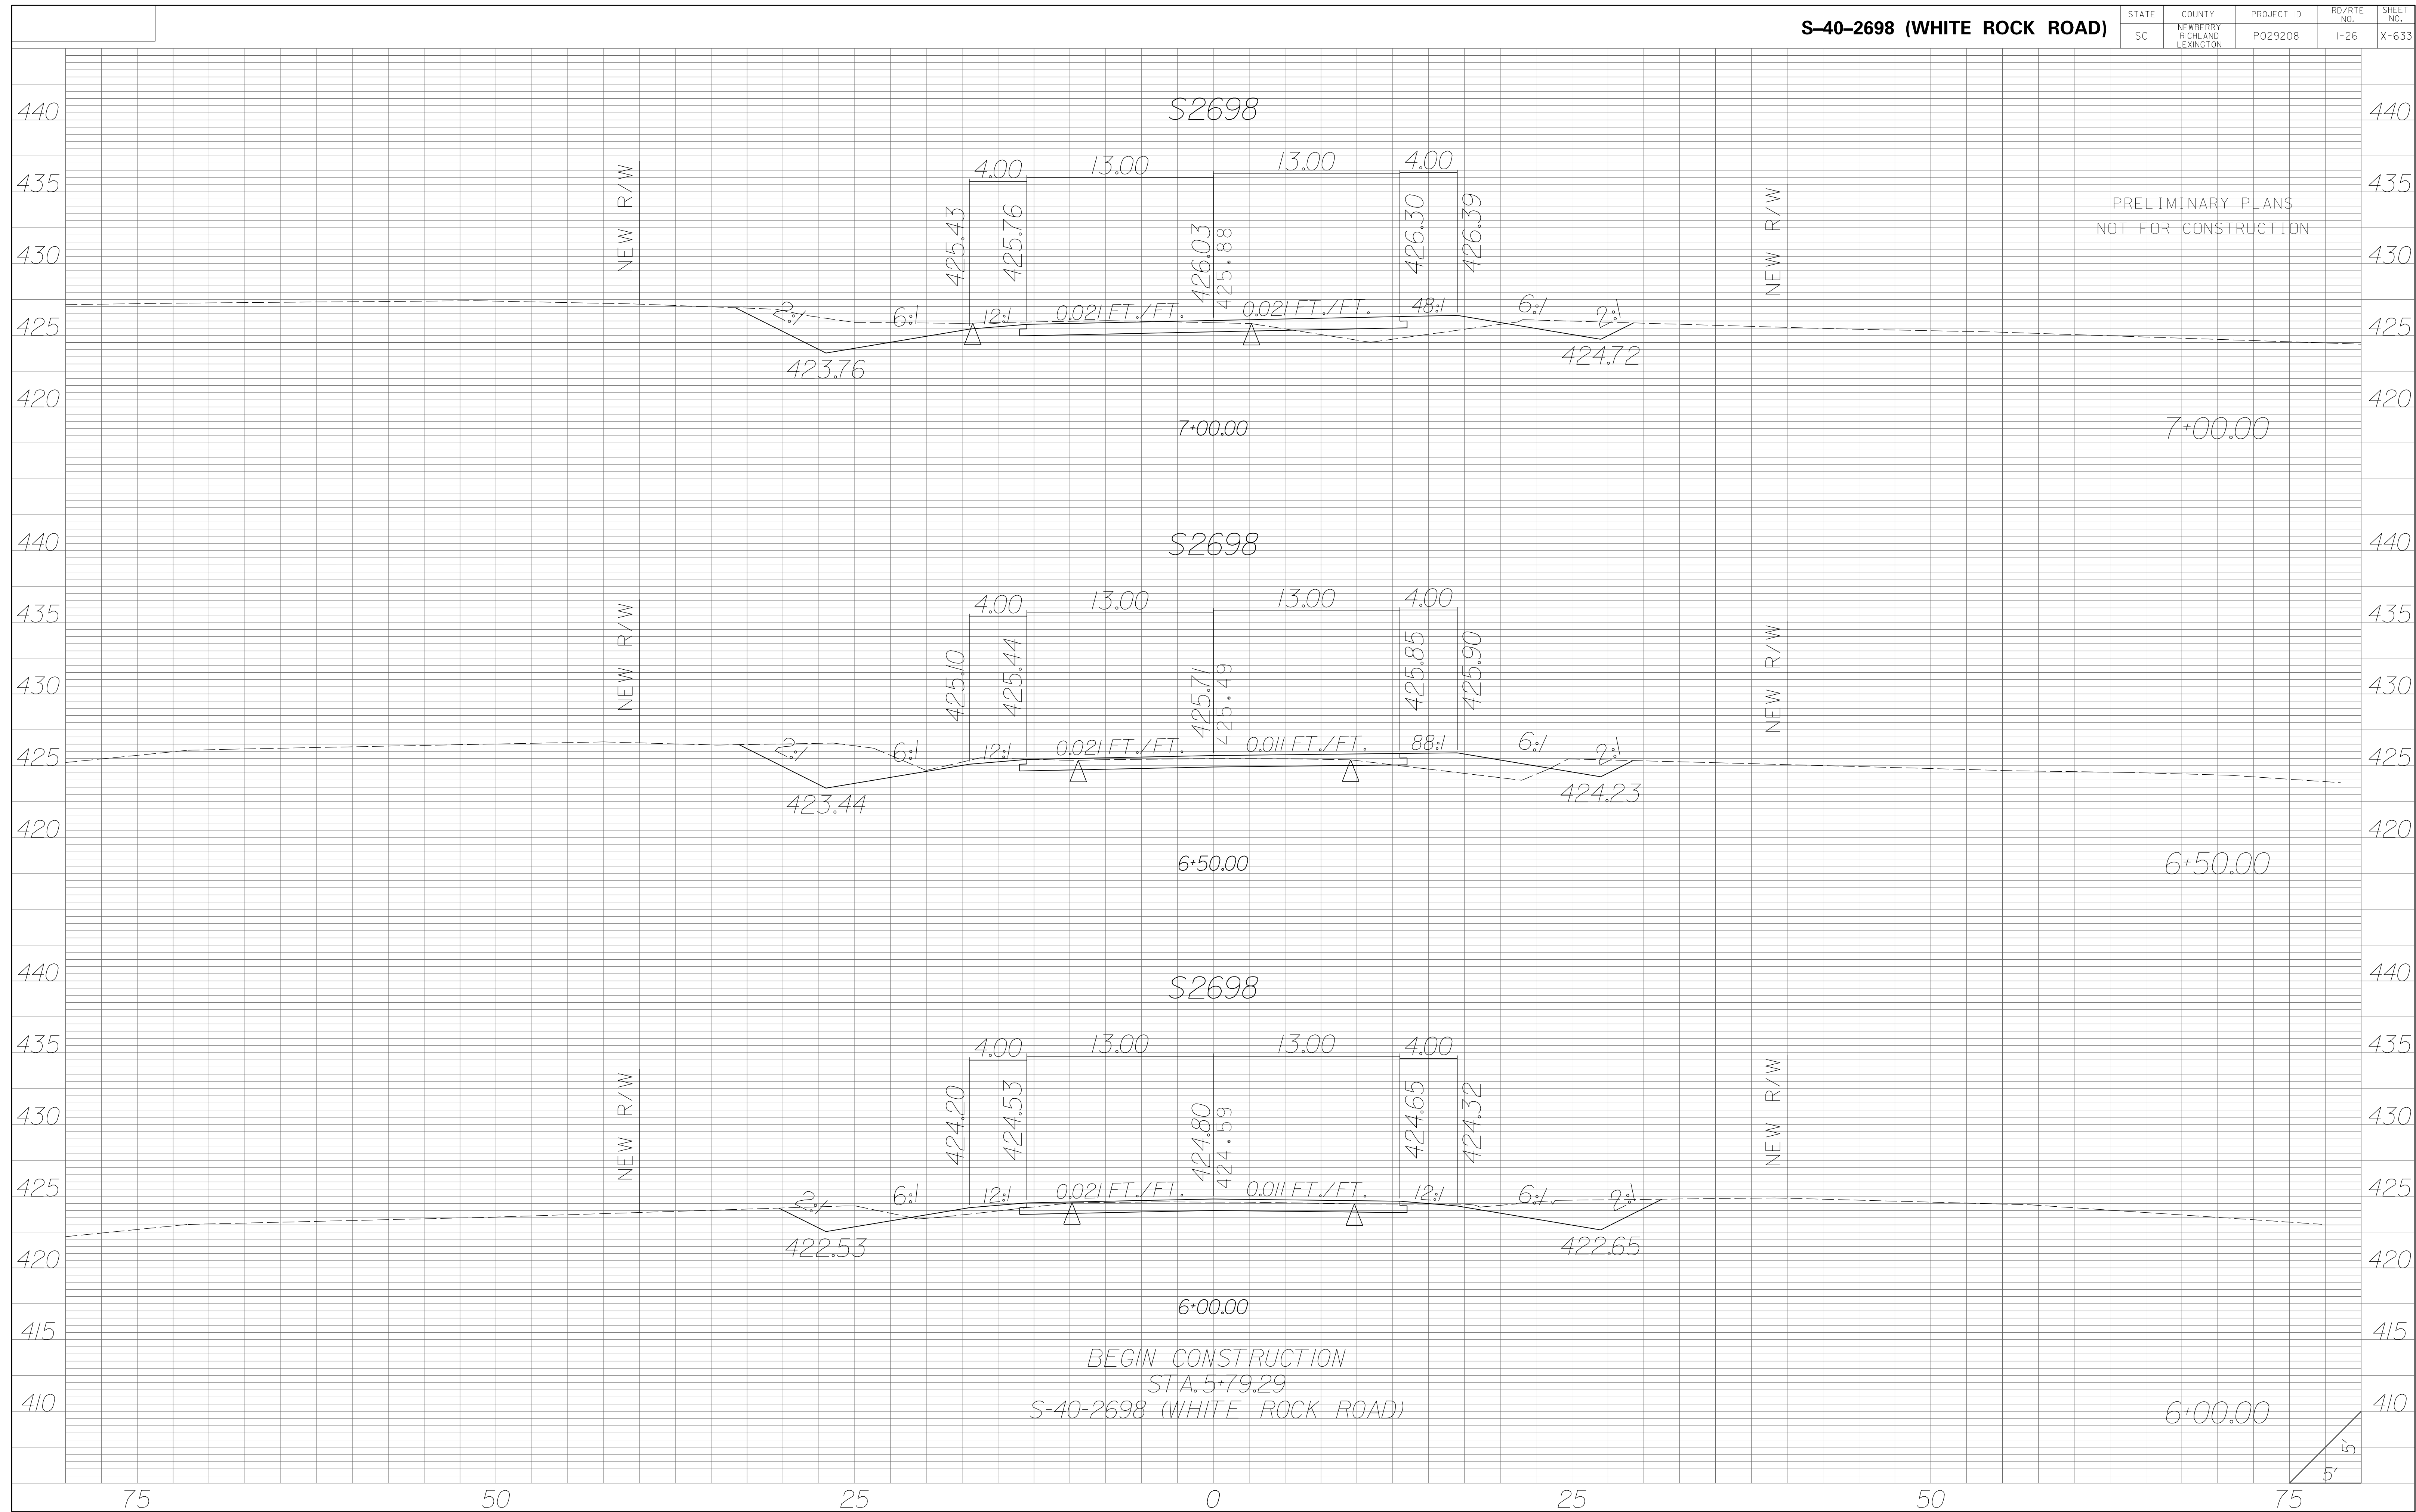 S-40-2698 (WHITE ROCK ROAD)
STATE COUNTY PROJECT ID RD/RTE NO. SHEET NO.
SC NEWBERRY RICHLAND LEXINGTON P029208 I-26 X-633
PRELIMINARY PLANS
NOT FOR CONSTRUCTION
440 S2698 440
4.00 13.00 13.00 4.00
435 435
NEW R/W 425.43 425.76 426.03 425.88 426.30 426.39 NEW R/W
430 430
2:1 6:1 12:1 0.021 FT./FT. 0.021 FT./FT. 48:1 6:1 2:1
425 425
423.76 424.72
420 420
7+00.00 7+00.00
440 S2698 440
4.00 13.00 13.00 4.00
435 435
NEW R/W 425.10 425.44 425.71 425.49 425.85 425.90 NEW R/W
430 430
2:1 6:1 12:1 0.021 FT./FT. 0.011 FT./FT. 88:1 6:1 2:1
425 425
423.44 424.23
420 420
6+50.00 6+50.00
440 S2698 440
4.00 13.00 13.00 4.00
435 435
NEW R/W 424.20 424.53 424.80 424.59 424.65 424.32 NEW R/W
430 430
2:1 6:1 12:1 0.021 FT./FT. 0.011 FT./FT. 12:1 6:1 2:1
425 425
422.53 422.65
420 420
6+00.00
415 415
BEGIN CONSTRUCTION
STA. 5+79.29
S-40-2698 (WHITE ROCK ROAD)
410 6+00.00 410
5'
5'
75 50 25 0 25 50 75